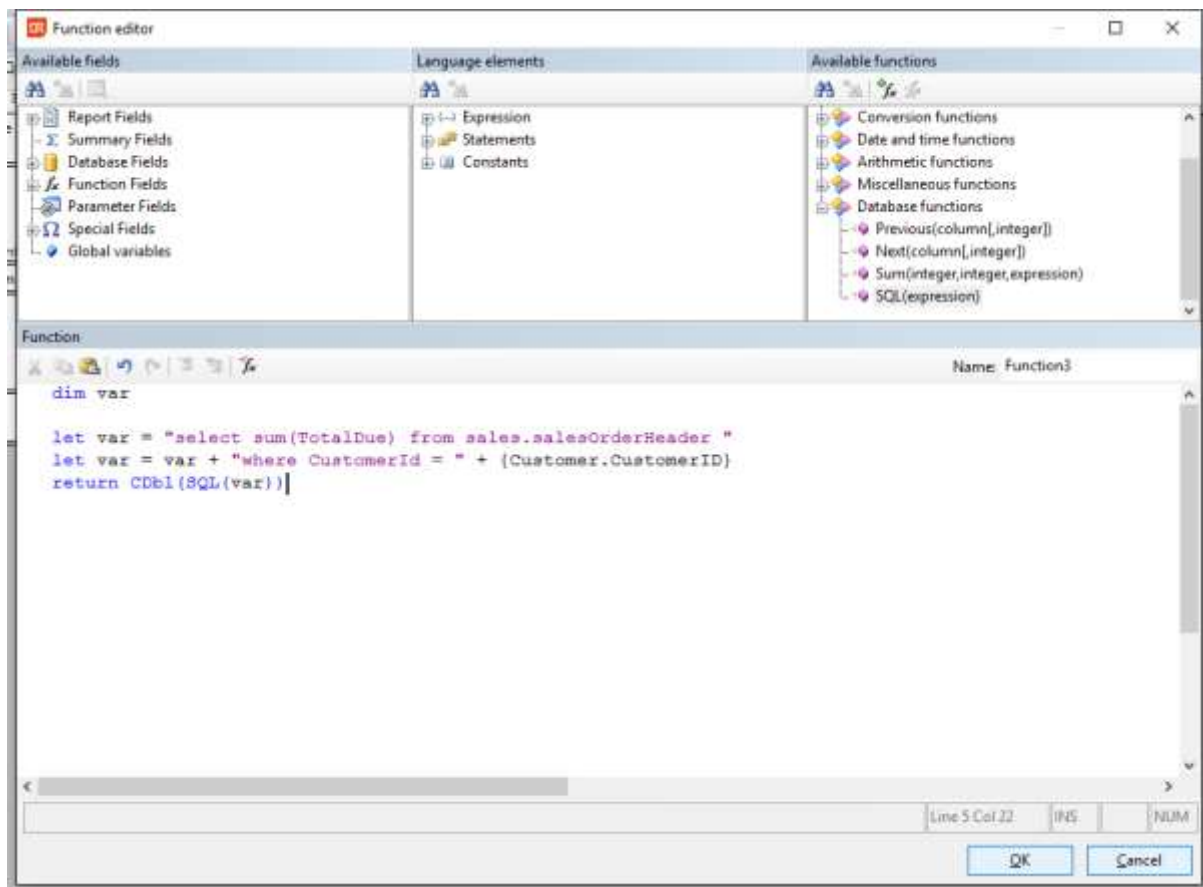 Function editor
Available fields
Language elements
Available functions
Report Fields
Summary Fields
Database Fields
Function Fields
Parameter Fields
Special Fields
Global variables
Expression
Statements
Constants
Conversion functions
Date and time functions
Arithmetic functions
Miscellaneous functions
Database functions
Previous(column[,integer])
Next(column[,integer])
Sum(integer,integer,expression)
SQL(expression)
Function
Name: Function3
dim var
let var = "select sum(TotalDue) from sales.salesOrderHeader "
let var = var + "where CustomerId = " + {Customer.CustomerID}
return CDbl(SQL(var))
Line 5 Col 22 INS NUM
OK Cancel